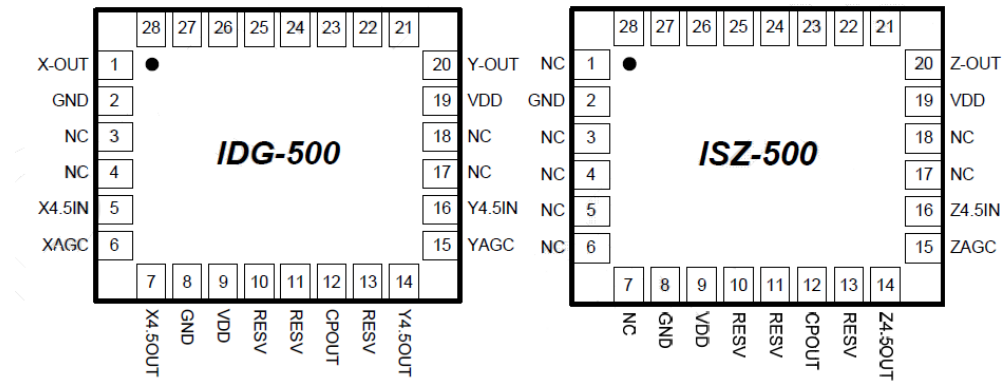 28 27 26 25 24 23 22 21
X-OUT 1 20 Y-OUT
GND 2 19 VDD
NC 3 18 NC
NC 4 17 NC
X4.5IN 5 16 Y4.5IN
XAGC 6 15 YAGC
IDG-500
7 8 9 10 11 12 13 14
X4.5OUT
GND
VDD
RESV
RESV
CPOUT
RESV
Y4.5OUT
28 27 26 25 24 23 22 21
NC 1 20 Z-OUT
GND 2 19 VDD
NC 3 18 NC
NC 4 17 NC
NC 5 16 Z4.5IN
NC 6 15 ZAGC
ISZ-500
7 8 9 10 11 12 13 14
NC
GND
VDD
RESV
RESV
CPOUT
RESV
Z4.5OUT